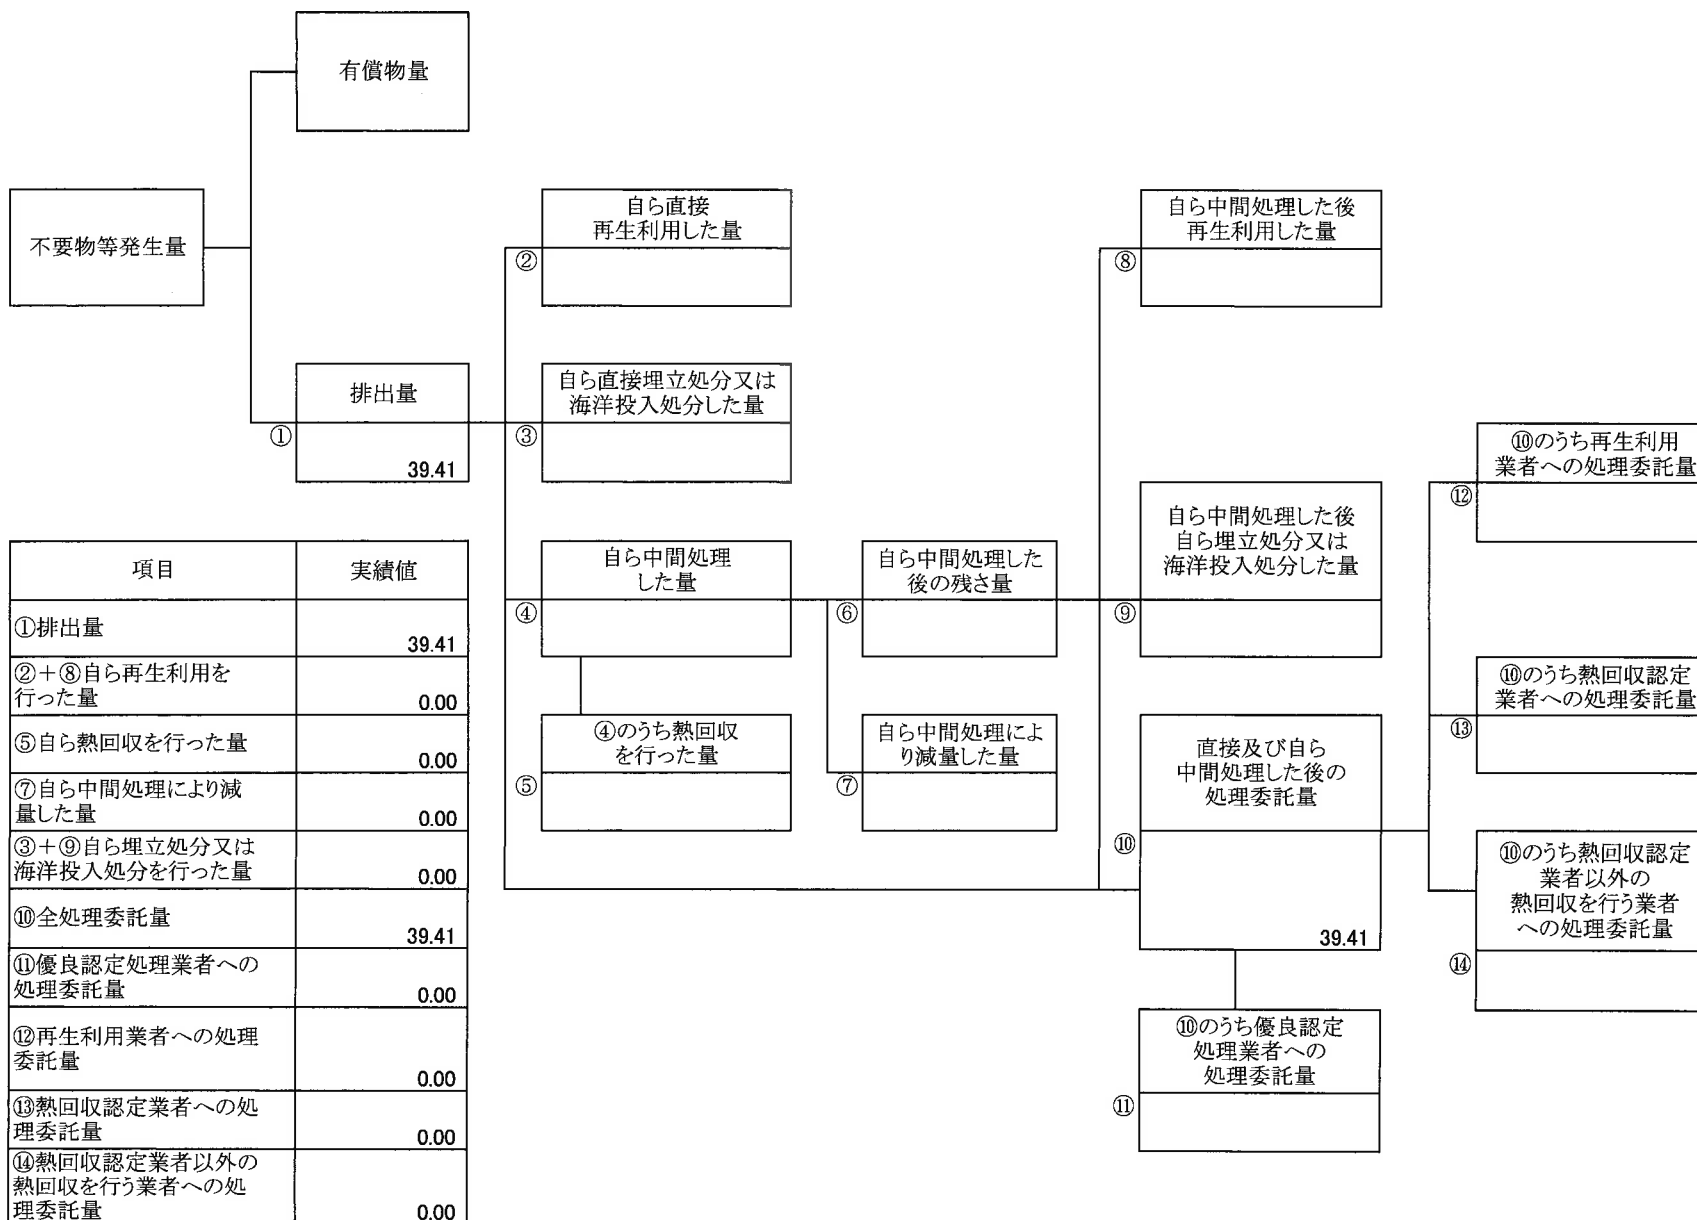 有償物量
不要物等発生量
排出量
①
39.41
自ら直接
再生利用した量
②
自ら直接埋立処分又は
海洋投入処分した量
③
自ら中間処理
した量
④
④のうち熱回収
を行った量
⑤
自ら中間処理した
後の残さ量
⑥
自ら中間処理によ
り減量した量
⑦
自ら中間処理した後
再生利用した量
⑧
自ら中間処理した後
自ら埋立処分又は
海洋投入処分した量
⑨
直接及び自ら
中間処理した後の
処理委託量
⑩
39.41
⑩のうち優良認定
処理業者への
処理委託量
⑪
⑩のうち再生利用
業者への処理委託量
⑫
⑩のうち熱回収認定
業者への処理委託量
⑬
⑩のうち熱回収認定
業者以外の
熱回収を行う業者
への処理委託量
⑭
項目 実績値
①排出量
39.41
②+⑧自ら再生利用を
行った量
0.00
⑤自ら熱回収を行った量
0.00
⑦自ら中間処理により減
量した量
0.00
③+⑨自ら埋立処分又は
海洋投入処分を行った量
0.00
⑩全処理委託量
39.41
⑪優良認定処理業者への
処理委託量
0.00
⑫再生利用業者への処理
委託量
0.00
⑬熱回収認定業者への処
理委託量
0.00
⑭熱回収認定業者以外の
熱回収を行う業者への処
理委託量
0.00